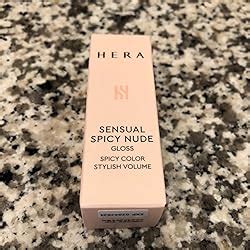 HERA
SENSUAL
SPICY NUDE
GLOSS
SPICY COLOR
STYLISH VOLUME